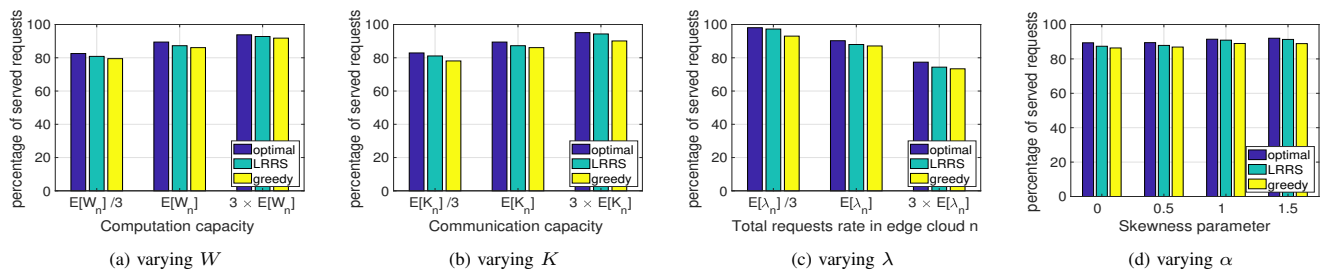 percentage of served requests
100
80
60
40
20
0
optimal
LRRS
greedy
E[W_n] /3 E[W_n] 3 × E[W_n]
Computation capacity
(a) varying W
percentage of served requests
100
80
60
40
20
0
optimal
LRRS
greedy
E[K_n] /3 E[K_n] 3 × E[K_n]
Communication capacity
(b) varying K
percentage of served requests
100
80
60
40
20
0
optimal
LRRS
greedy
E[λ_n] /3 E[λ_n] 3 × E[λ_n]
Total requests rate in edge cloud n
(c) varying λ
percentage of served requests
100
80
60
40
20
0
optimal
LRRS
greedy
0 0.5 1 1.5
Skewness parameter
(d) varying α